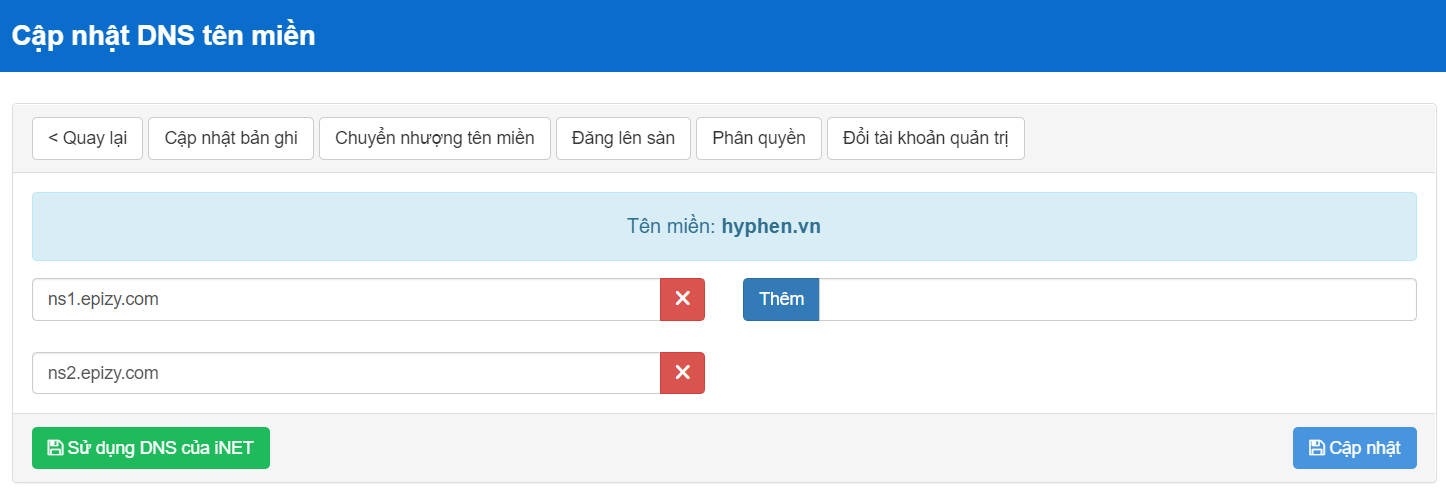 Cập nhật DNS tên miền
< Quay lại Cập nhật bản ghi Chuyển nhượng tên miền Đăng lên sàn Phân quyền Đổi tài khoản quản trị
Tên miền: hyphen.vn
ns1.epizy.com Thêm
ns2.epizy.com
Sử dụng DNS của iNET Cập nhật